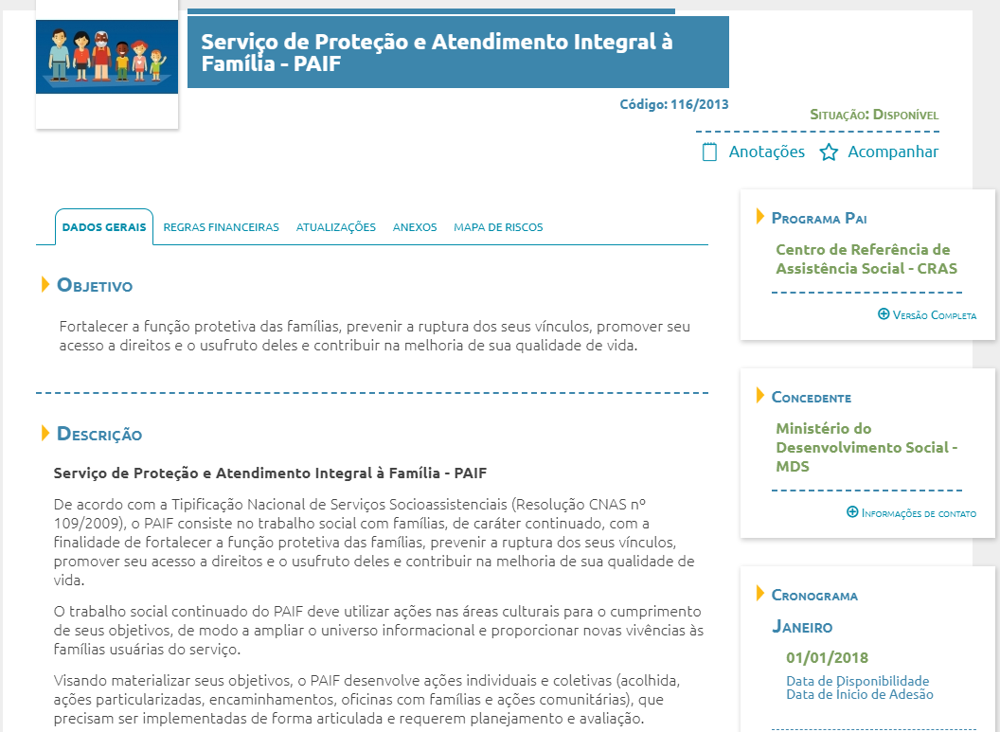 Serviço de Proteção e Atendimento Integral à
Família - PAIF
Código: 116/2013
Situação: Disponível
Anotações
Acompanhar
DADOS GERAIS
REGRAS FINANCEIRAS
ATUALIZAÇÕES
ANEXOS
MAPA DE RISCOS
Objetivo
Fortalecer a função protetiva das famílias, prevenir a ruptura dos seus vínculos, promover seu
acesso a direitos e o usufruto deles e contribuir na melhoria de sua qualidade de vida.
Descrição
Serviço de Proteção e Atendimento Integral à Família - PAIF
De acordo com a Tipificação Nacional de Serviços Socioassistenciais (Resolução CNAS nº
109/2009), o PAIF consiste no trabalho social com famílias, de caráter continuado, com a
finalidade de fortalecer a função protetiva das famílias, prevenir a ruptura dos seus vínculos,
promover seu acesso a direitos e o usufruto deles e contribuir na melhoria de sua qualidade de
vida.
O trabalho social continuado do PAIF deve utilizar ações nas áreas culturais para o cumprimento
de seus objetivos, de modo a ampliar o universo informacional e proporcionar novas vivências às
famílias usuárias do serviço.
Visando materializar seus objetivos, o PAIF desenvolve ações individuais e coletivas (acolhida,
ações particularizadas, encaminhamentos, oficinas com famílias e ações comunitárias), que
precisam ser implementadas de forma articulada e requerem planejamento e avaliação.
Programa Pai
Centro de Referência de
Assistência Social - CRAS
Versão Completa
Concedente
Ministério do
Desenvolvimento Social -
MDS
Informações de contato
Cronograma
Janeiro
01/01/2018
Data de Disponibilidade
Data de Início de Adesão